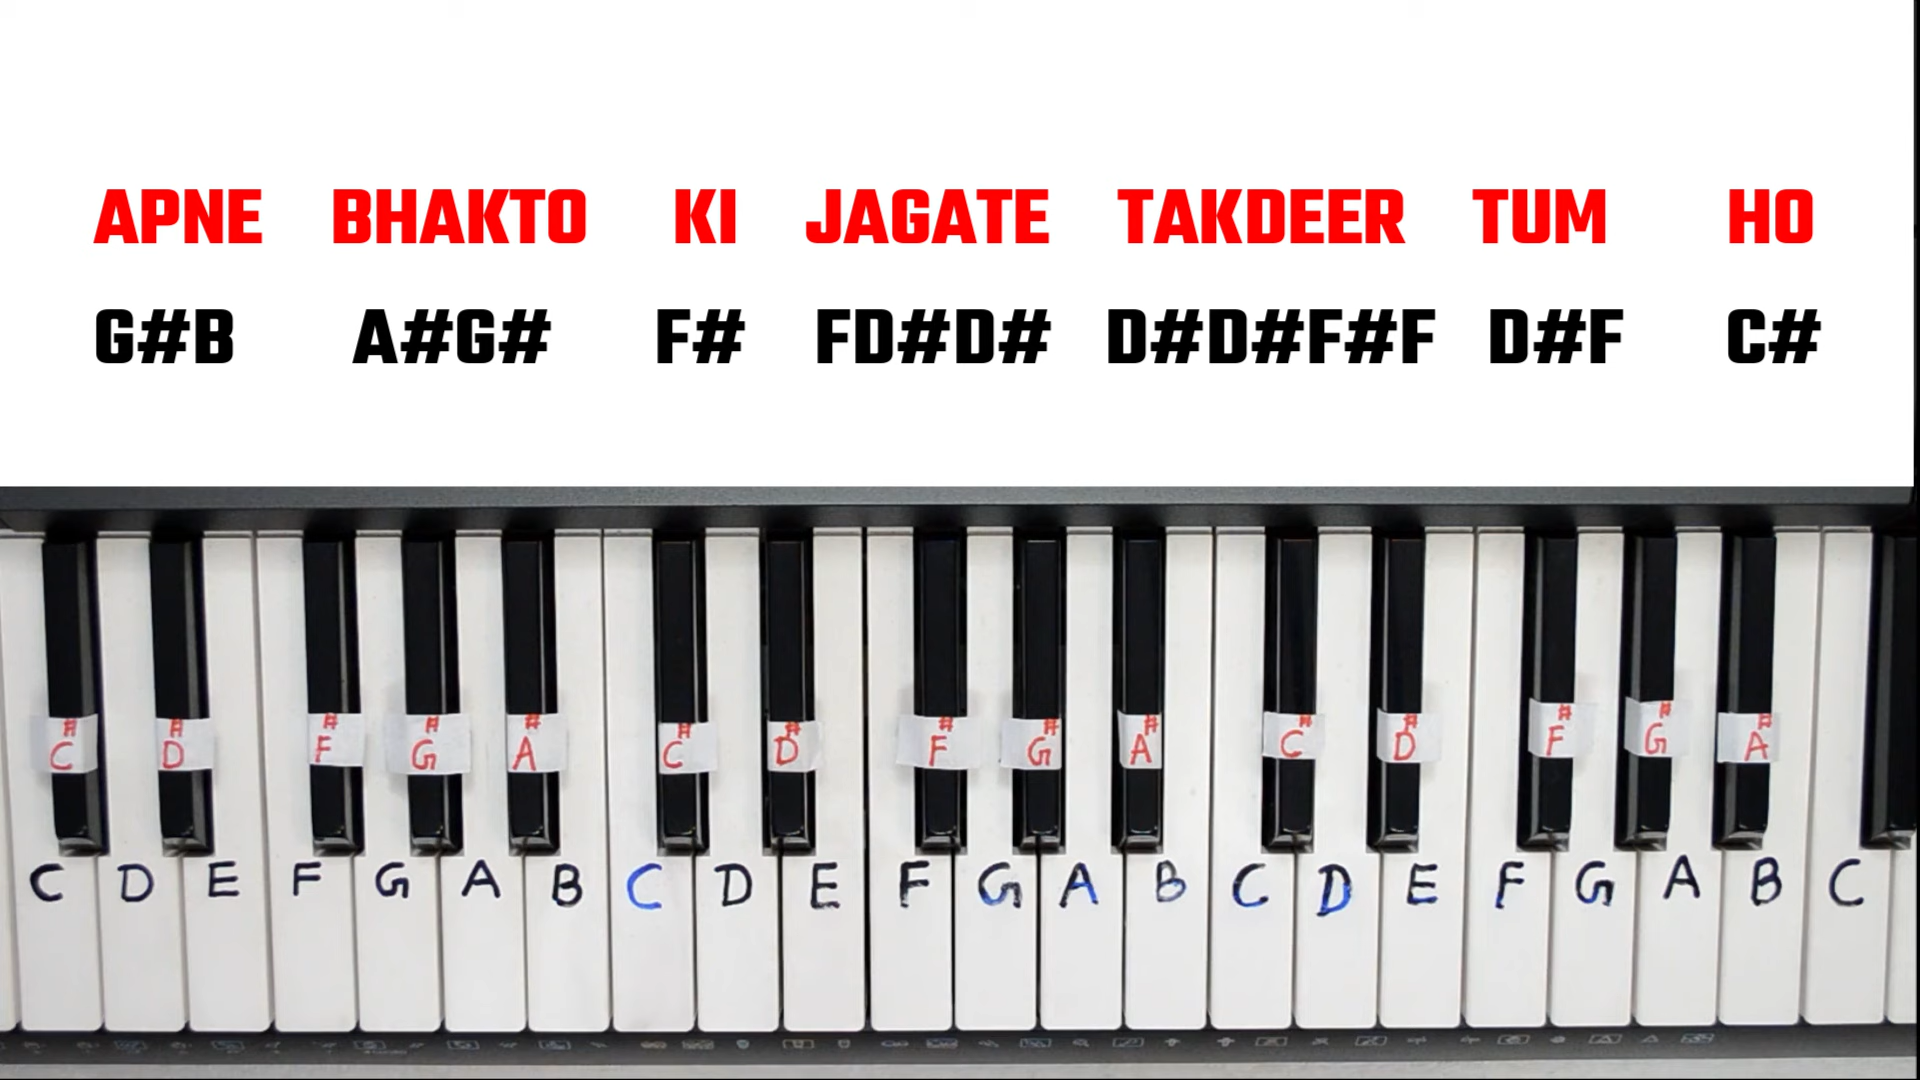 APNE BHAKTO KI JAGATE TAKDEER TUM HO
G#B A#G# F# FD#D# D#D#F#F D#F C#
C# D# F# G# A# C# D# F# G# A# C# D# F# G# A#
C D E F G A B C D E F G A B C D E F G A B C